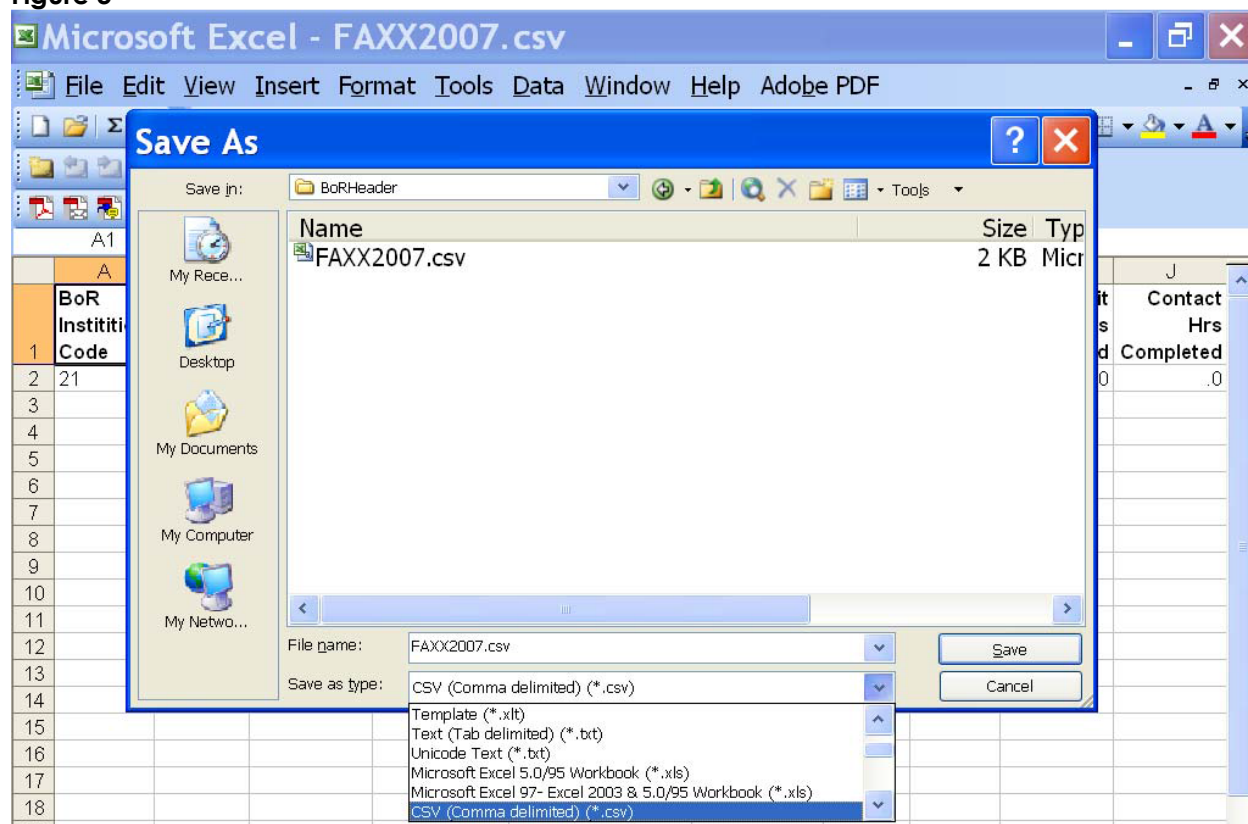 Microsoft Excel - FAXX2007.csv
File Edit View Insert Format Tools Data Window Help Adobe PDF
Save As
Save in: BoRHeader Tools
A1
Name Size Typ
FAXX2007.csv 2 KB Micr
My Rece...
Desktop
My Documents
My Computer
My Netwo...
File name: FAXX2007.csv Save
Save as type: CSV (Comma delimited) (*.csv) Cancel
Template (*.xlt)
Text (Tab delimited) (*.txt)
Unicode Text (*.txt)
Microsoft Excel 5.0/95 Workbook (*.xls)
Microsoft Excel 97- Excel 2003 & 5.0/95 Workbook (*.xls)
CSV (Comma delimited) (*.csv)
A J
BoR it Contact
Instititi s Hrs
1 Code d Completed
2 21 0 .0
3
4
5
6
7
8
9
10
11
12
13
14
15
16
17
18